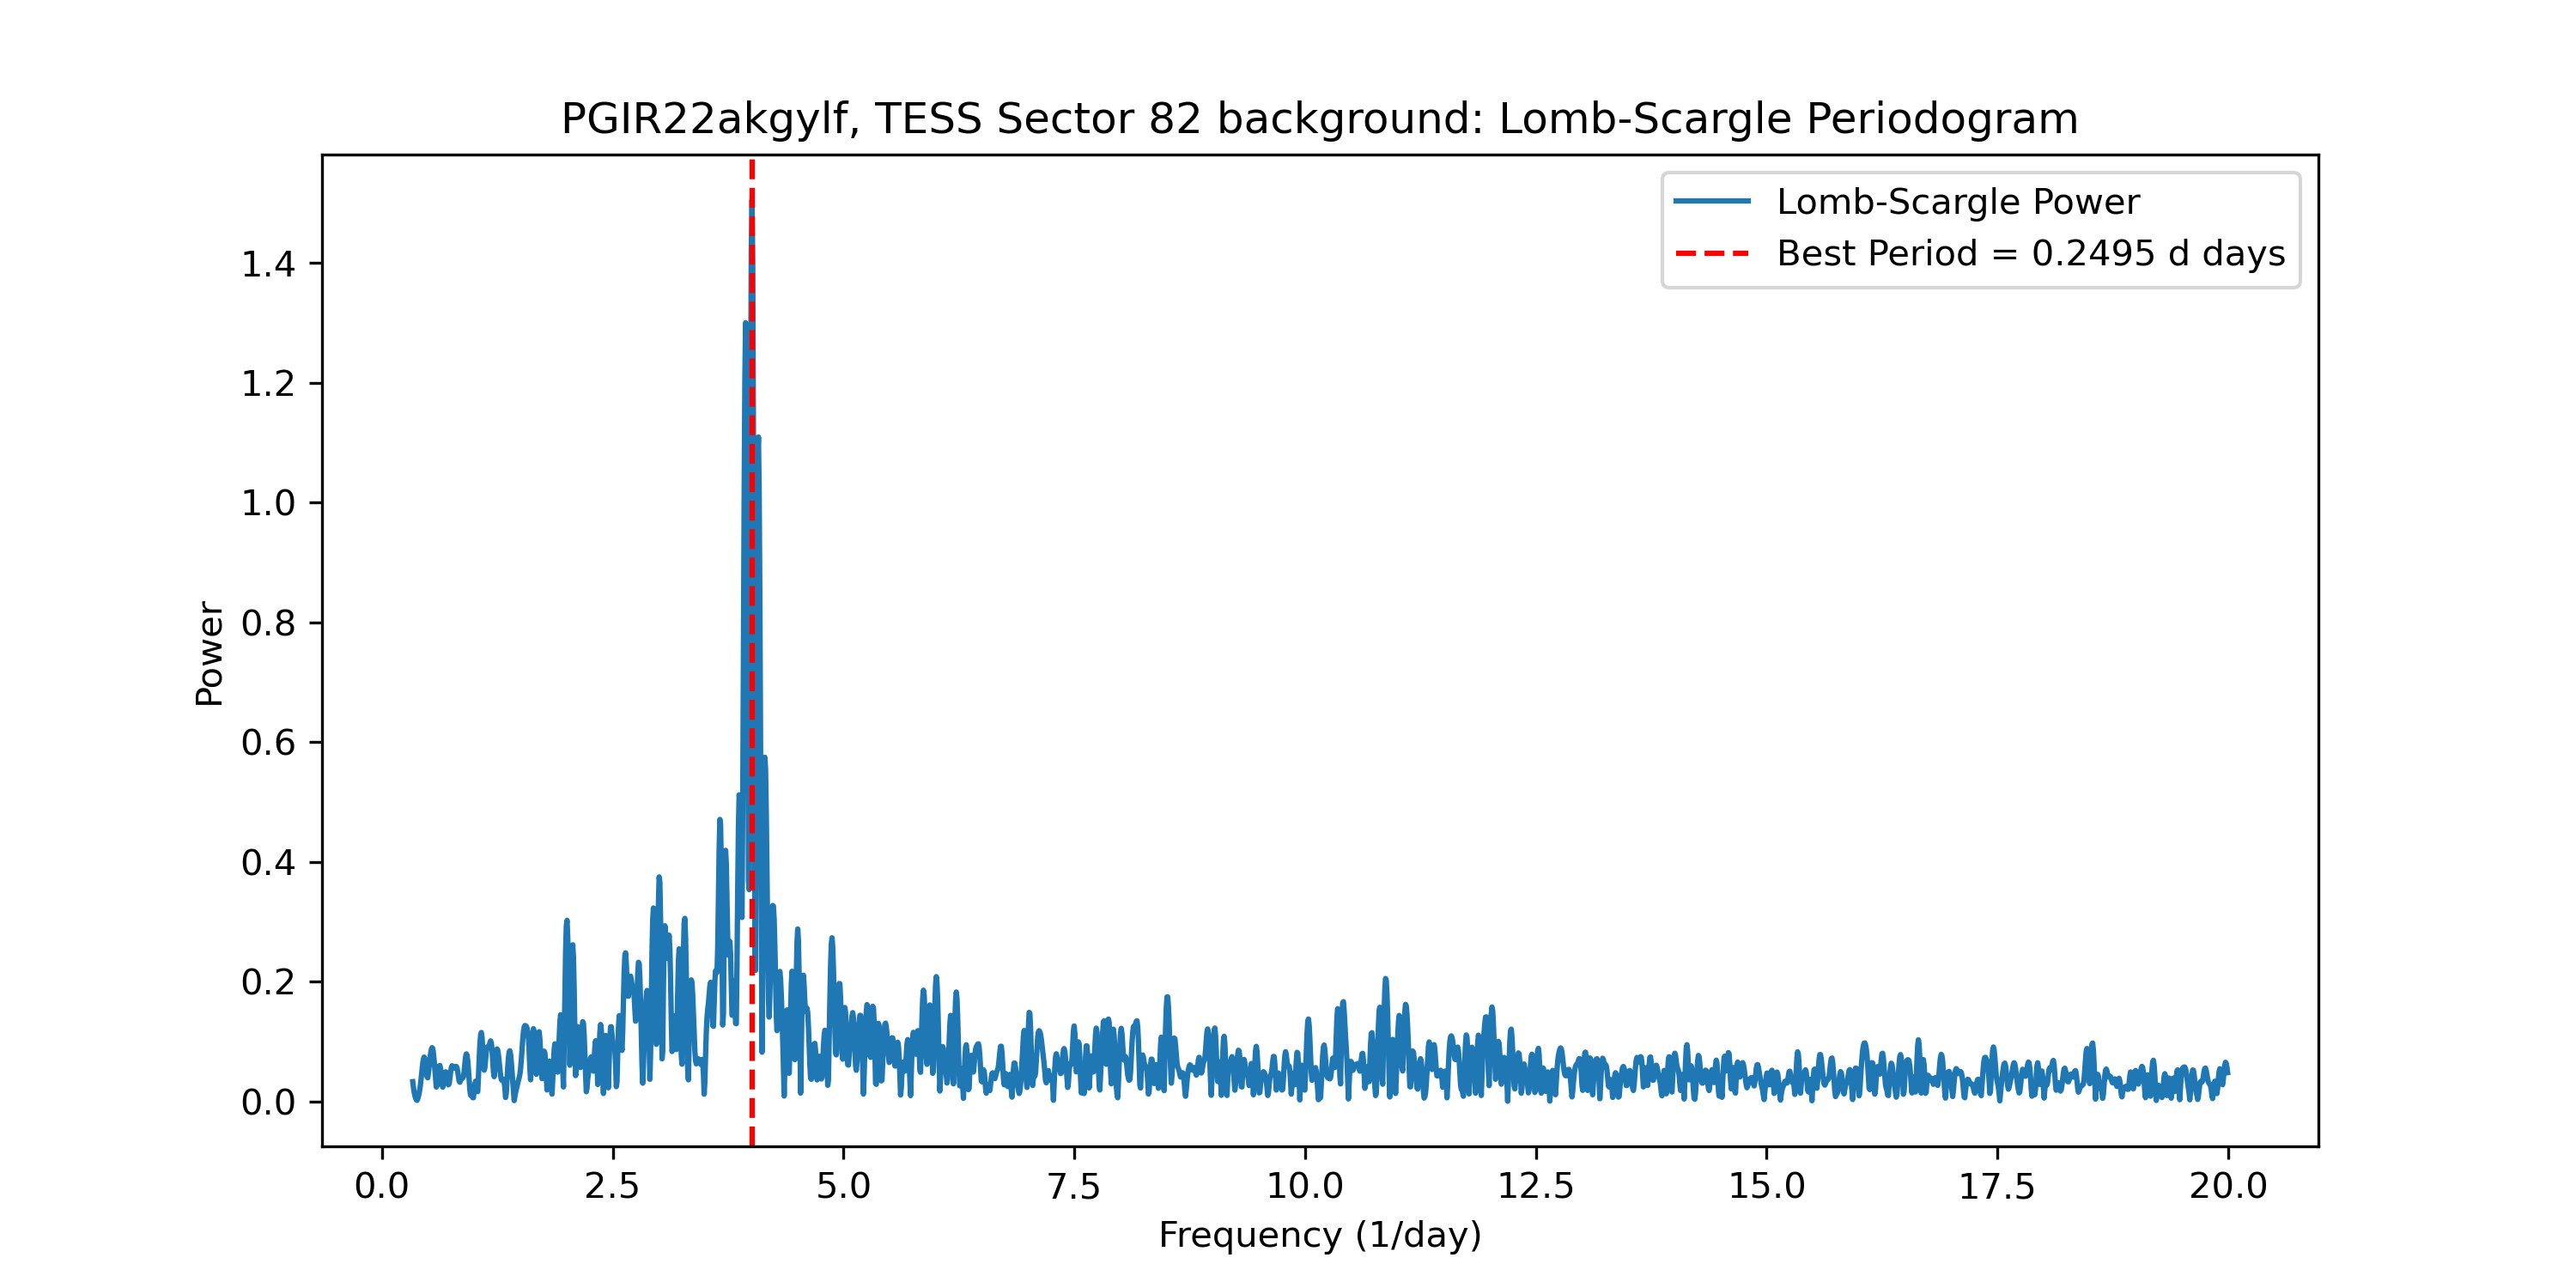 PGIR22akgylf, TESS Sector 82 background: Lomb-Scargle Periodogram
Lomb-Scargle Power
Best Period = 0.2495 d days
1.4
1.2
1.0
0.8
0.6
0.4
0.2
0.0
Power
0.0 2.5 5.0 7.5 10.0 12.5 15.0 17.5 20.0
Frequency (1/day)